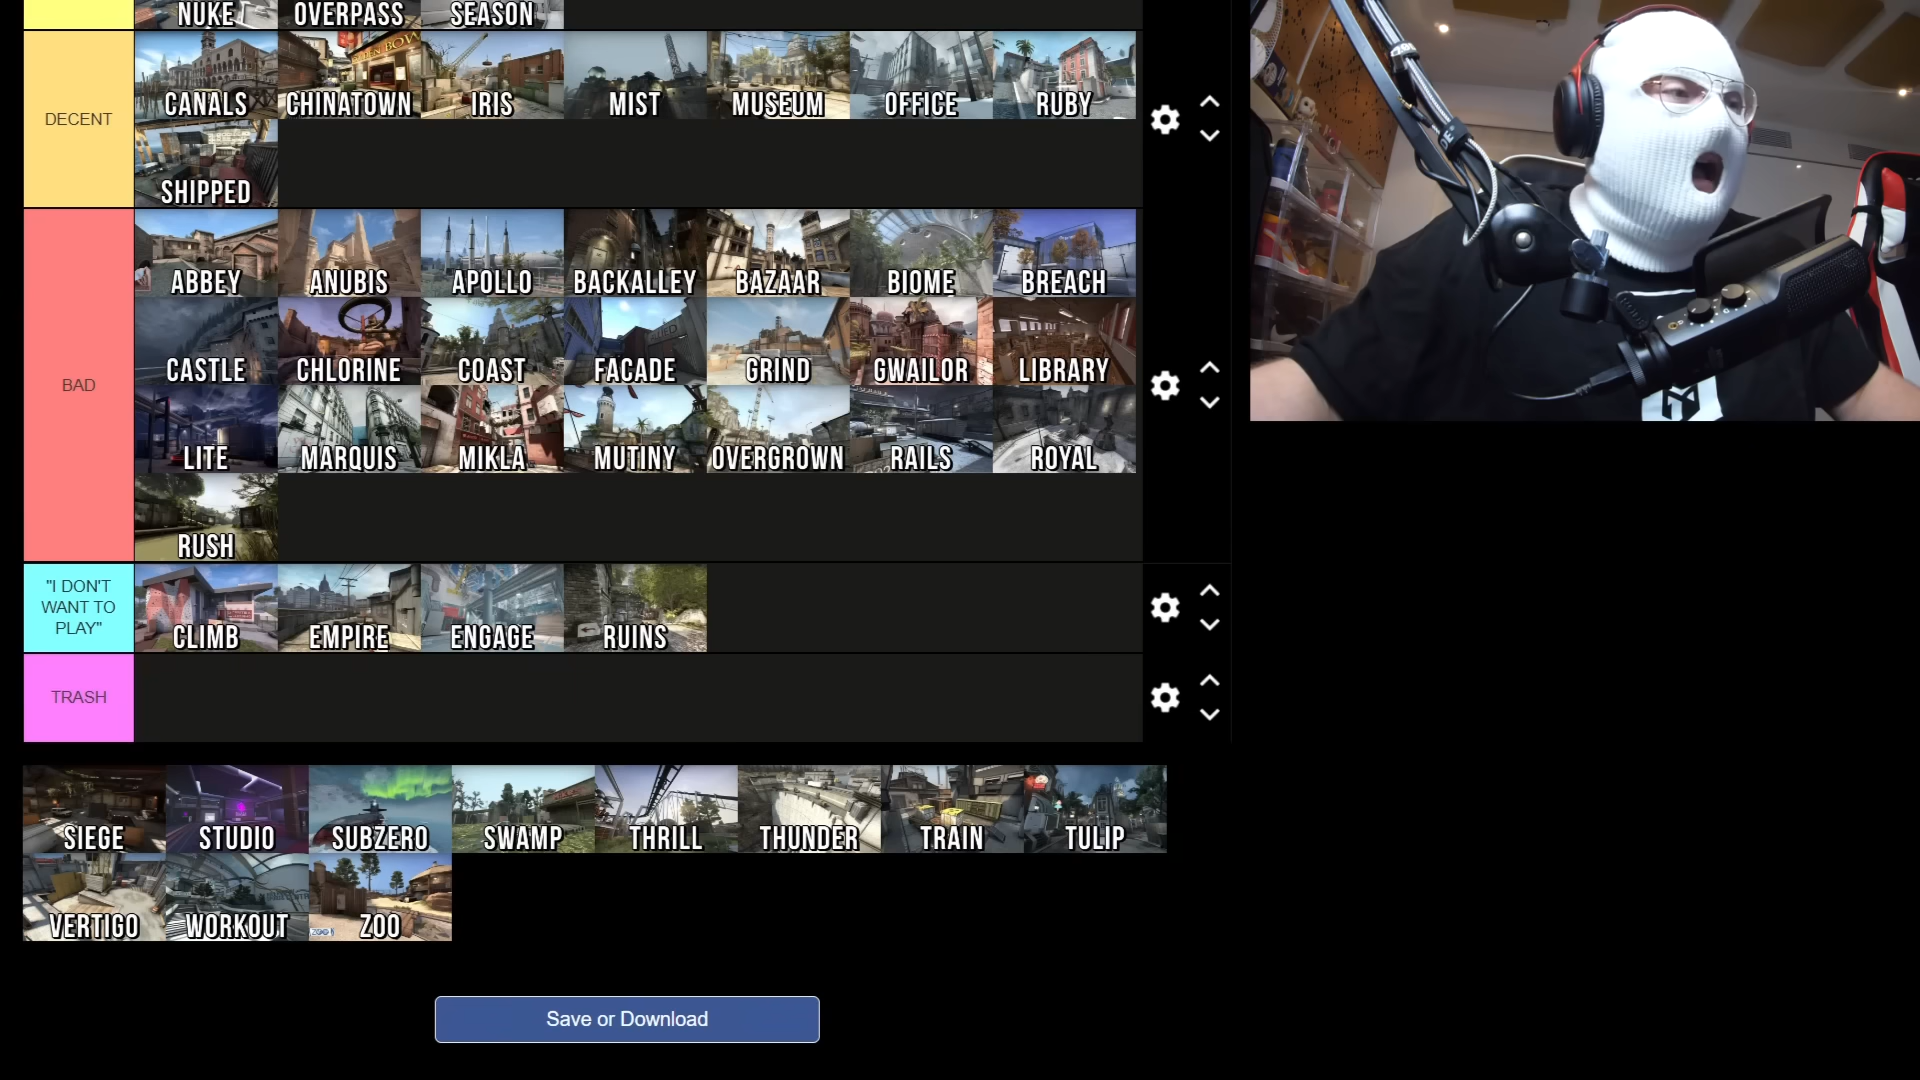 NUKE OVERPASS SEASON
DECENT
CANALS CHINATOWN IRIS MIST MUSEUM OFFICE RUBY
SHIPPED
BAD
ABBEY ANUBIS APOLLO BACKALLEY BAZAAR BIOME BREACH
CASTLE CHLORINE COAST FACADE GRIND GWAILOR LIBRARY
LITE MARQUIS MIKLA MUTINY OVERGROWN RAILS ROYAL
RUSH
"I DON'T
WANT TO
PLAY"
CLIMB EMPIRE ENGAGE RUINS
TRASH
SIEGE STUDIO SUBZERO SWAMP THRILL THUNDER TRAIN TULIP
VERTIGO WORKOUT ZOO
Save or Download